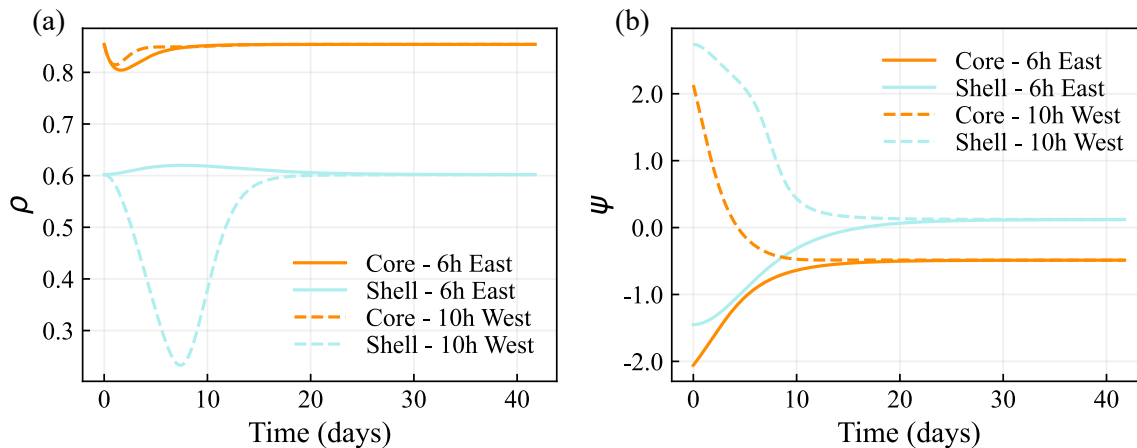 (a)
0.8
0.7
0.6
0.5
0.4
0.3
ρ
0
10
20
30
40
Time (days)
Core - 6h East
Shell - 6h East
Core - 10h West
Shell - 10h West
(b)
2.0
1.0
0.0
-1.0
-2.0
ψ
0
10
20
30
40
Time (days)
Core - 6h East
Shell - 6h East
Core - 10h West
Shell - 10h West